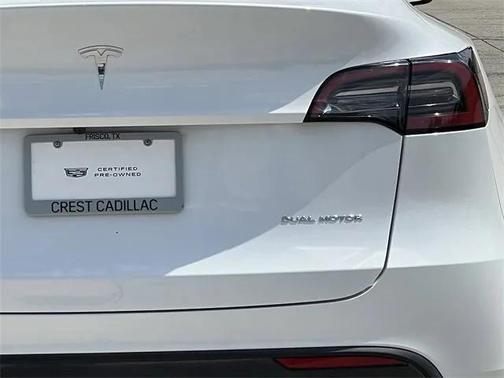 FRISCO, TX
CERTIFIED
PRE-OWNED
CREST CADILLAC
DUAL MOTOR